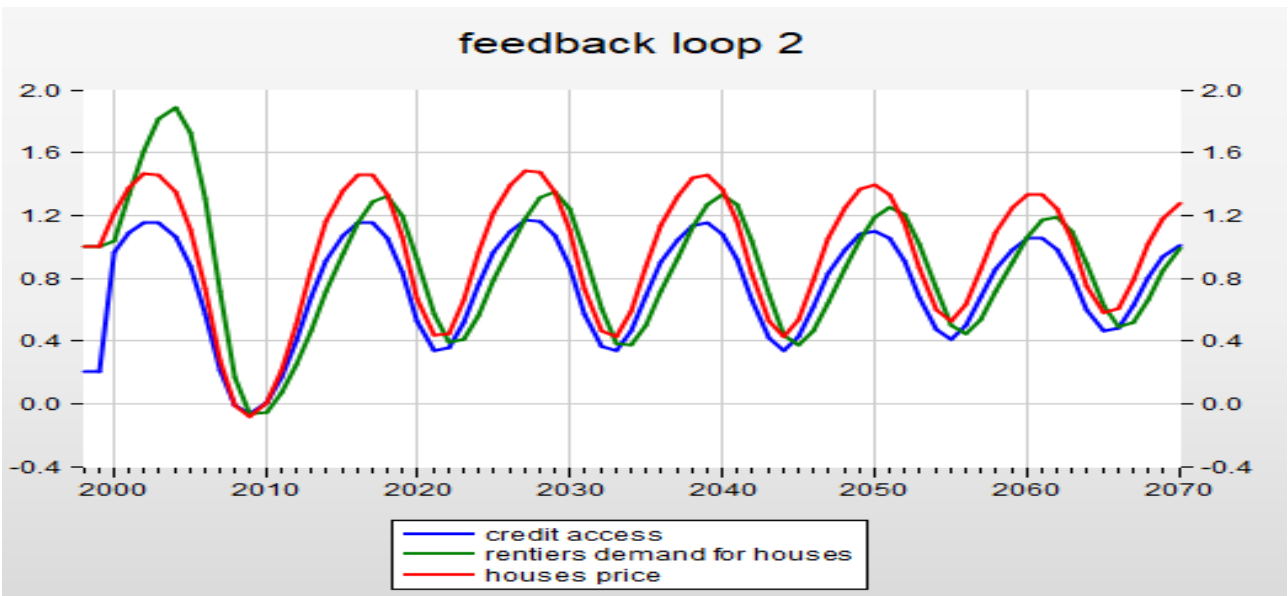 feedback loop 2
2.0 2.0
1.6 1.6
1.2 1.2
0.8 0.8
0.4 0.4
0.0 0.0
-0.4 -0.4
2000 2010 2020 2030 2040 2050 2060 2070
credit access
rentiers demand for houses
houses price